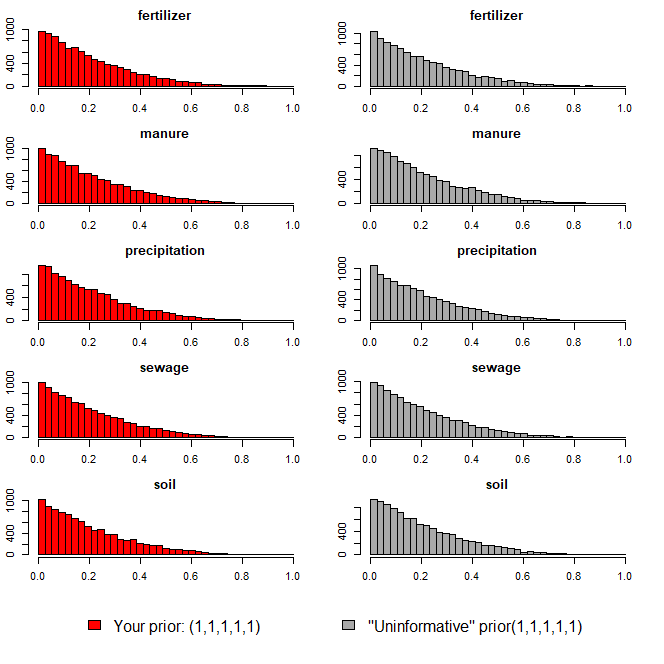 fertilizer fertilizer
0 400 1000
0 400
0.0 0.2 0.4 0.6 0.8 1.0 0.0 0.2 0.4 0.6 0.8 1.0
manure manure
0 400 1000
0 400
0.0 0.2 0.4 0.6 0.8 1.0 0.0 0.2 0.4 0.6 0.8 1.0
precipitation precipitation
0 400
0 400 1000
0.0 0.2 0.4 0.6 0.8 1.0 0.0 0.2 0.4 0.6 0.8 1.0
sewage sewage
0 400 1000
0 400 1000
0.0 0.2 0.4 0.6 0.8 1.0 0.0 0.2 0.4 0.6 0.8 1.0
soil soil
0 400 1000
0 400
0.0 0.2 0.4 0.6 0.8 1.0 0.0 0.2 0.4 0.6 0.8 1.0
Your prior: (1,1,1,1,1) "Uninformative" prior(1,1,1,1,1)